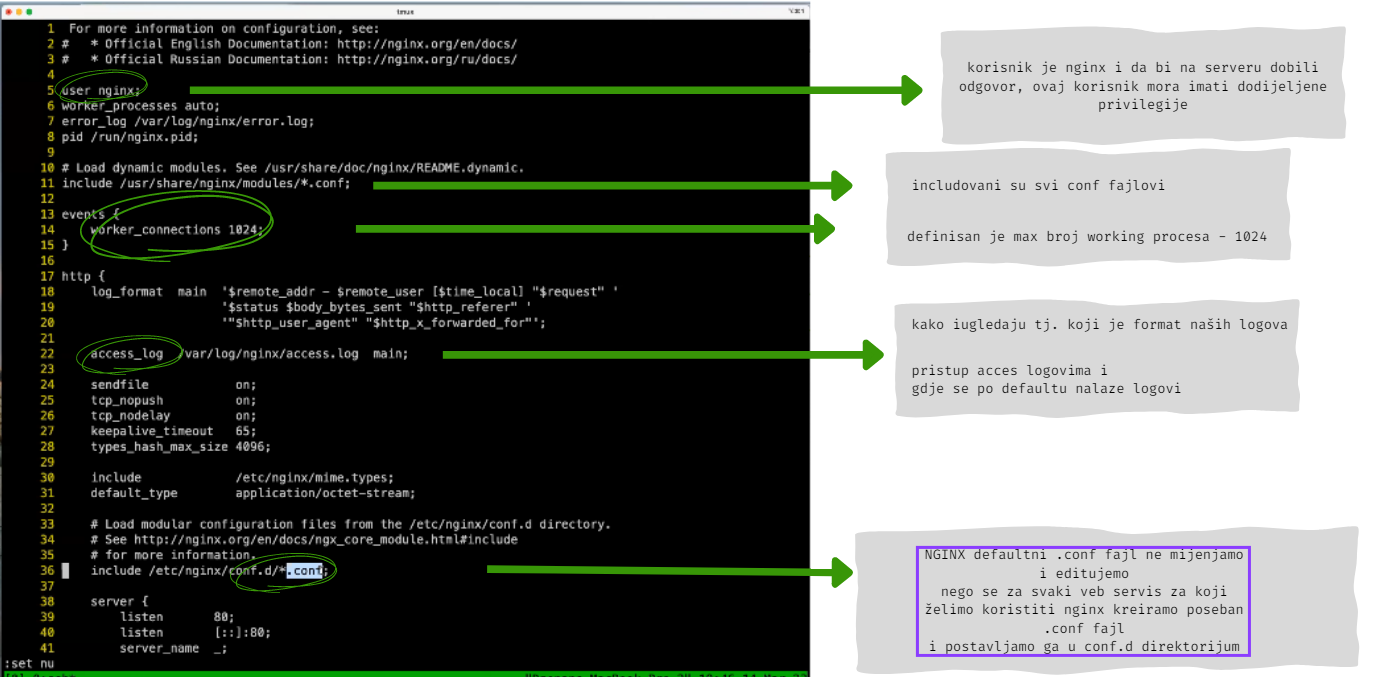 tmux
⌥⌘1
1 For more information on configuration, see:
2 # * Official English Documentation: http://nginx.org/en/docs/
3 # * Official Russian Documentation: http://nginx.org/ru/docs/
4
5 user nginx;
6 worker_processes auto;
7 error_log /var/log/nginx/error.log;
8 pid /run/nginx.pid;
9
10 # Load dynamic modules. See /usr/share/doc/nginx/README.dynamic.
11 include /usr/share/nginx/modules/*.conf;
12
13 events {
14 worker_connections 1024;
15 }
16
17 http {
18 log_format main '$remote_addr - $remote_user [$time_local] "$request" '
19 '$status $body_bytes_sent "$http_referer" '
20 '"$http_user_agent" "$http_x_forwarded_for"';
21
22 access_log /var/log/nginx/access.log main;
23
24 sendfile on;
25 tcp_nopush on;
26 tcp_nodelay on;
27 keepalive_timeout 65;
28 types_hash_max_size 4096;
29
30 include /etc/nginx/mime.types;
31 default_type application/octet-stream;
32
33 # Load modular configuration files from the /etc/nginx/conf.d directory.
34 # See http://nginx.org/en/docs/ngx_core_module.html#include
35 # for more information.
36 include /etc/nginx/conf.d/*.conf;
37
38 server {
39 listen 80;
40 listen [::]:80;
41 server_name _;
:set nu
korisnik je nginx i da bi na serveru dobili
odgovor, ovaj korisnik mora imati dodijeljene
privilegije
includovani su svi conf fajlovi
definisan je max broj working procesa - 1024
kako iugledaju tj. koji je format naših logova
pristup acces logovima i
gdje se po defaultu nalaze logovi
NGINX defaultni .conf fajl ne mijenjamo
i editujemo
nego se za svaki veb servis za koji
želimo koristiti nginx kreiramo poseban
.conf fajl
i postavljamo ga u conf.d direktorijum